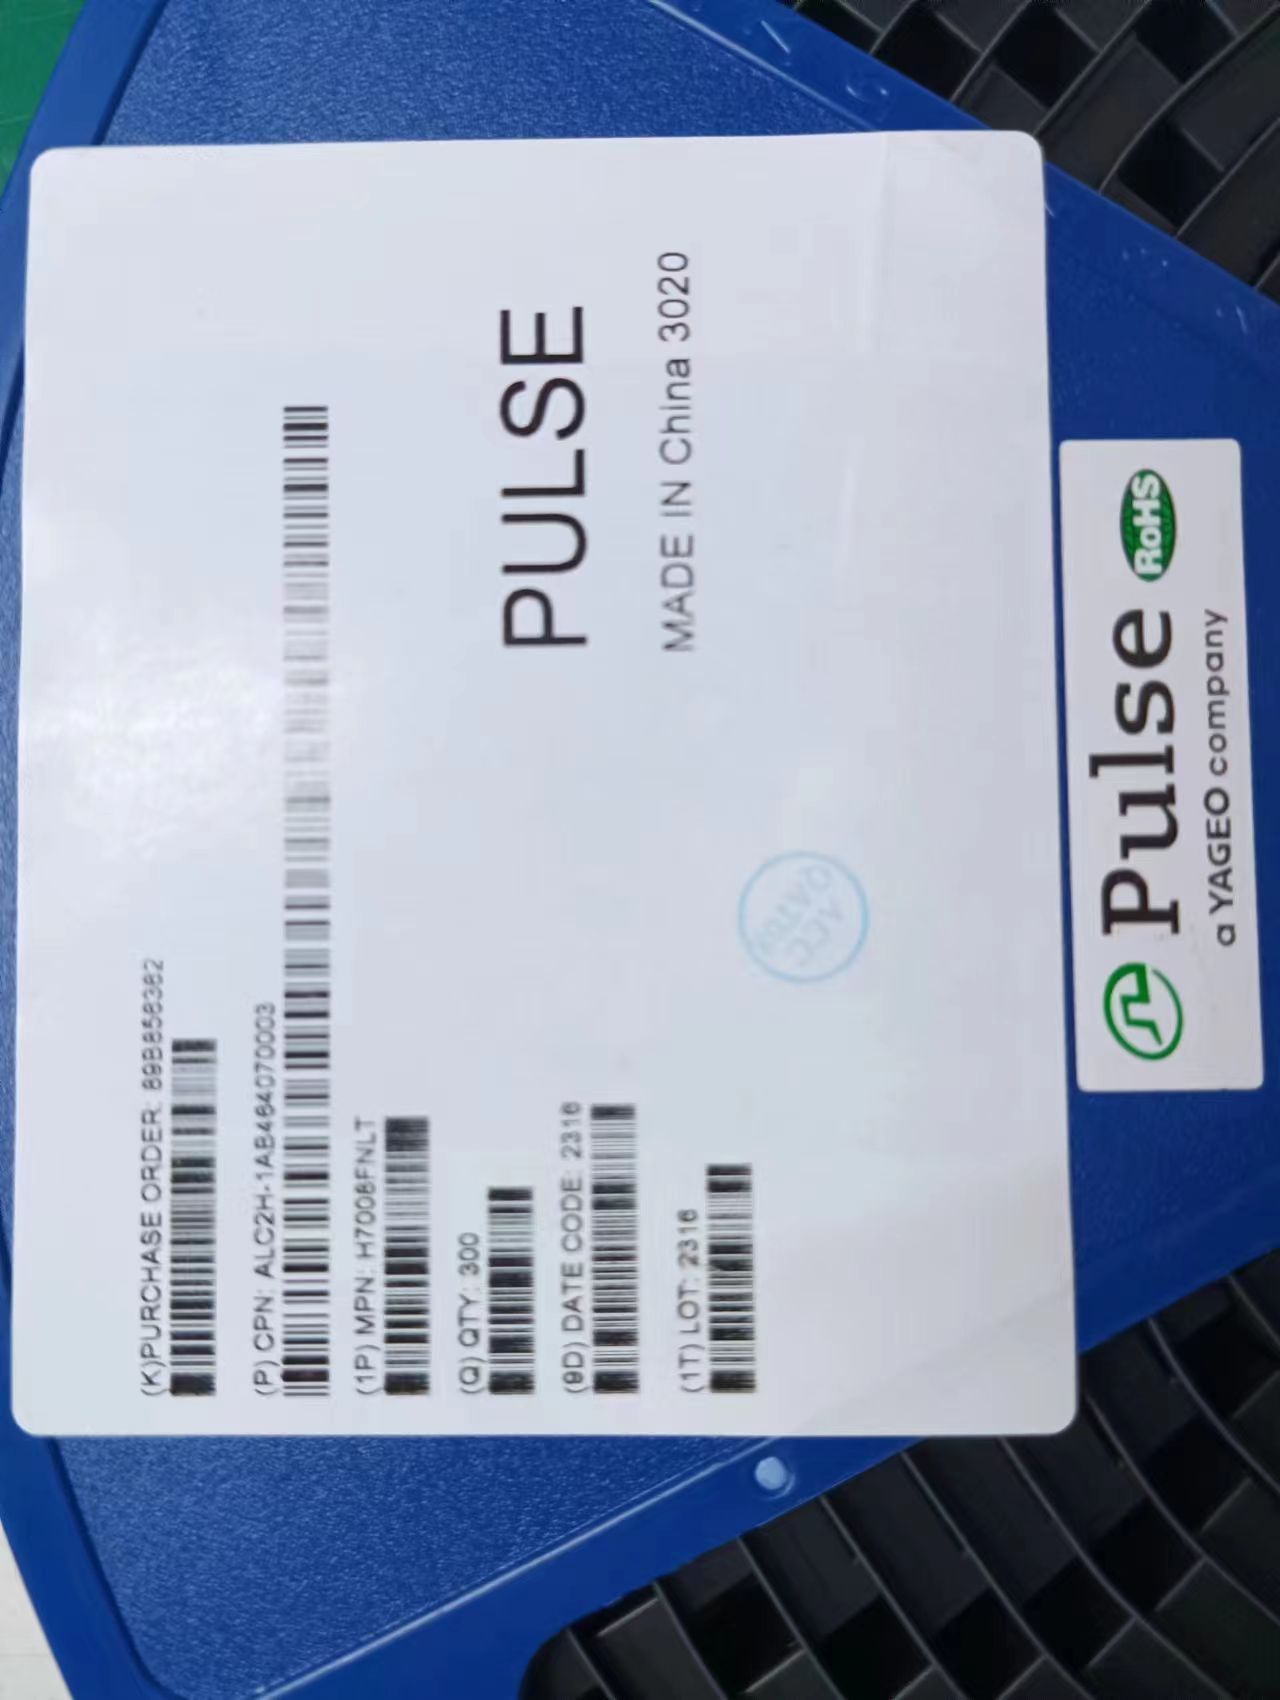 (K)PURCHASE ORDER: 89B858382
(P) CPN: ALC2H-1AB464070003
(1P) MPN: H7008FNLT
(Q) QTY: 300
(9D) DATE CODE: 2316
(1T) LOT: 2316
PULSE
MADE IN China 3020
ACC
Pulse
RoHS
a YAGEO company